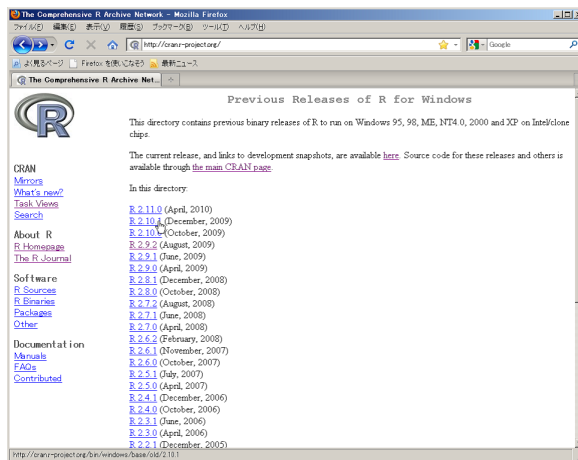 The Comprehensive R Archive Network - Mozilla Firefox
ファイル(F) 編集(E) 表示(V) 履歴(S) ブックマーク(B) ツール(T) ヘルプ(H)
http://cran.r-project.org/
Google
よく見るページ Firefox を使いこなそう 最新ニュース
The Comprehensive R Archive Net...
R
CRAN
Mirrors
What's new?
Task Views
Search
About R
R Homepage
The R Journal
Software
R Sources
R Binaries
Packages
Other
Documentation
Manuals
FAQs
Contributed
Previous Releases of R for Windows
This directory contains previous binary releases of R to run on Windows 95, 98, ME, NT4.0, 2000 and XP on Intel/clone
chips.
The current release, and links to development snapshots, are available here. Source code for these releases and others is
available through the main CRAN page.
In this directory:
R 2.11.0 (April, 2010)
R 2.10.1 (December, 2009)
R 2.10.0 (October, 2009)
R 2.9.2 (August, 2009)
R 2.9.1 (June, 2009)
R 2.9.0 (April, 2009)
R 2.8.1 (December, 2008)
R 2.8.0 (October, 2008)
R 2.7.2 (August, 2008)
R 2.7.1 (June, 2008)
R 2.7.0 (April, 2008)
R 2.6.2 (February, 2008)
R 2.6.1 (November, 2007)
R 2.6.0 (October, 2007)
R 2.5.1 (July, 2007)
R 2.5.0 (April, 2007)
R 2.4.1 (December, 2006)
R 2.4.0 (October, 2006)
R 2.3.1 (June, 2006)
R 2.3.0 (April, 2006)
R 2.2.1 (December, 2005)
http://cran.r-project.org/bin/windows/base/old/2.10.1